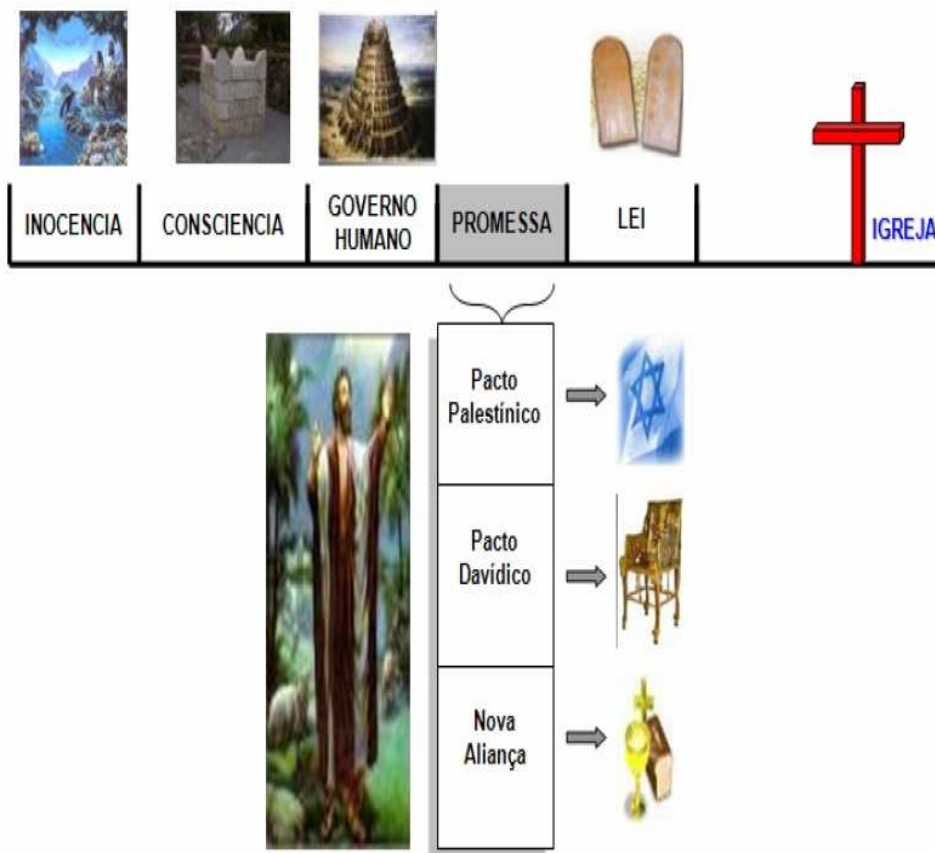 INOCENCIA
CONSCIENCIA
GOVERNO
HUMANO
PROMESSA
LEI
IGREJA
Pacto
Palestínico
Pacto
Davídico
Nova
Aliança